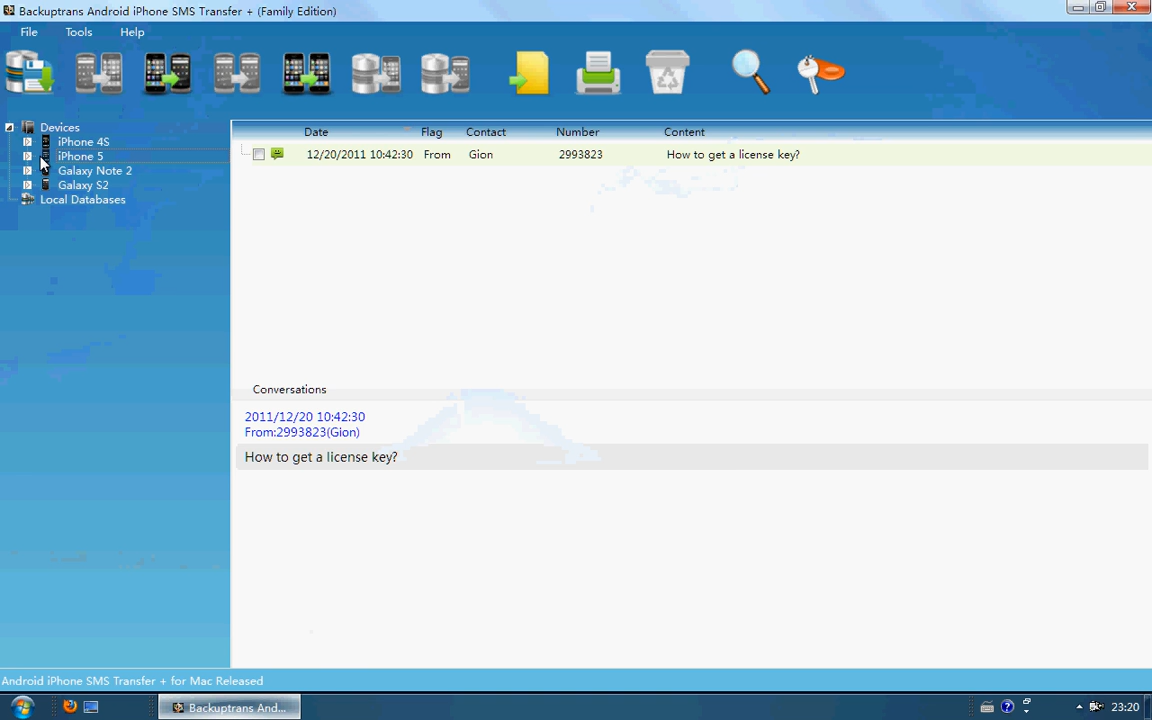 Backuptrans Android iPhone SMS Transfer + (Family Edition)
File Tools Help
Devices
iPhone 4S
iPhone 5
Galaxy Note 2
Galaxy S2
Local Databases
Date Flag Contact Number Content
12/20/2011 10:42:30 From Gion 2993823 How to get a license key?
Conversations
2011/12/20 10:42:30
From:2993823(Gion)
How to get a license key?
Android iPhone SMS Transfer + for Mac Released
Backuptrans And...
23:20